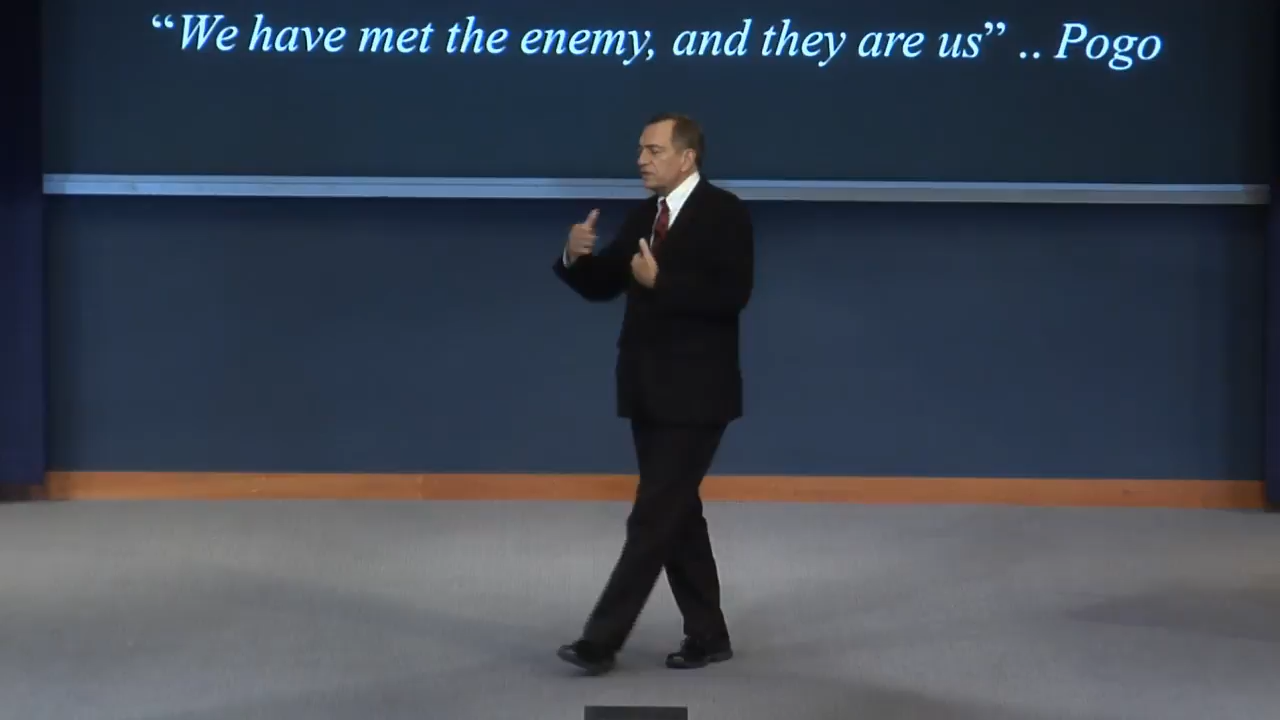 “We have met the enemy, and they are us” .. Pogo